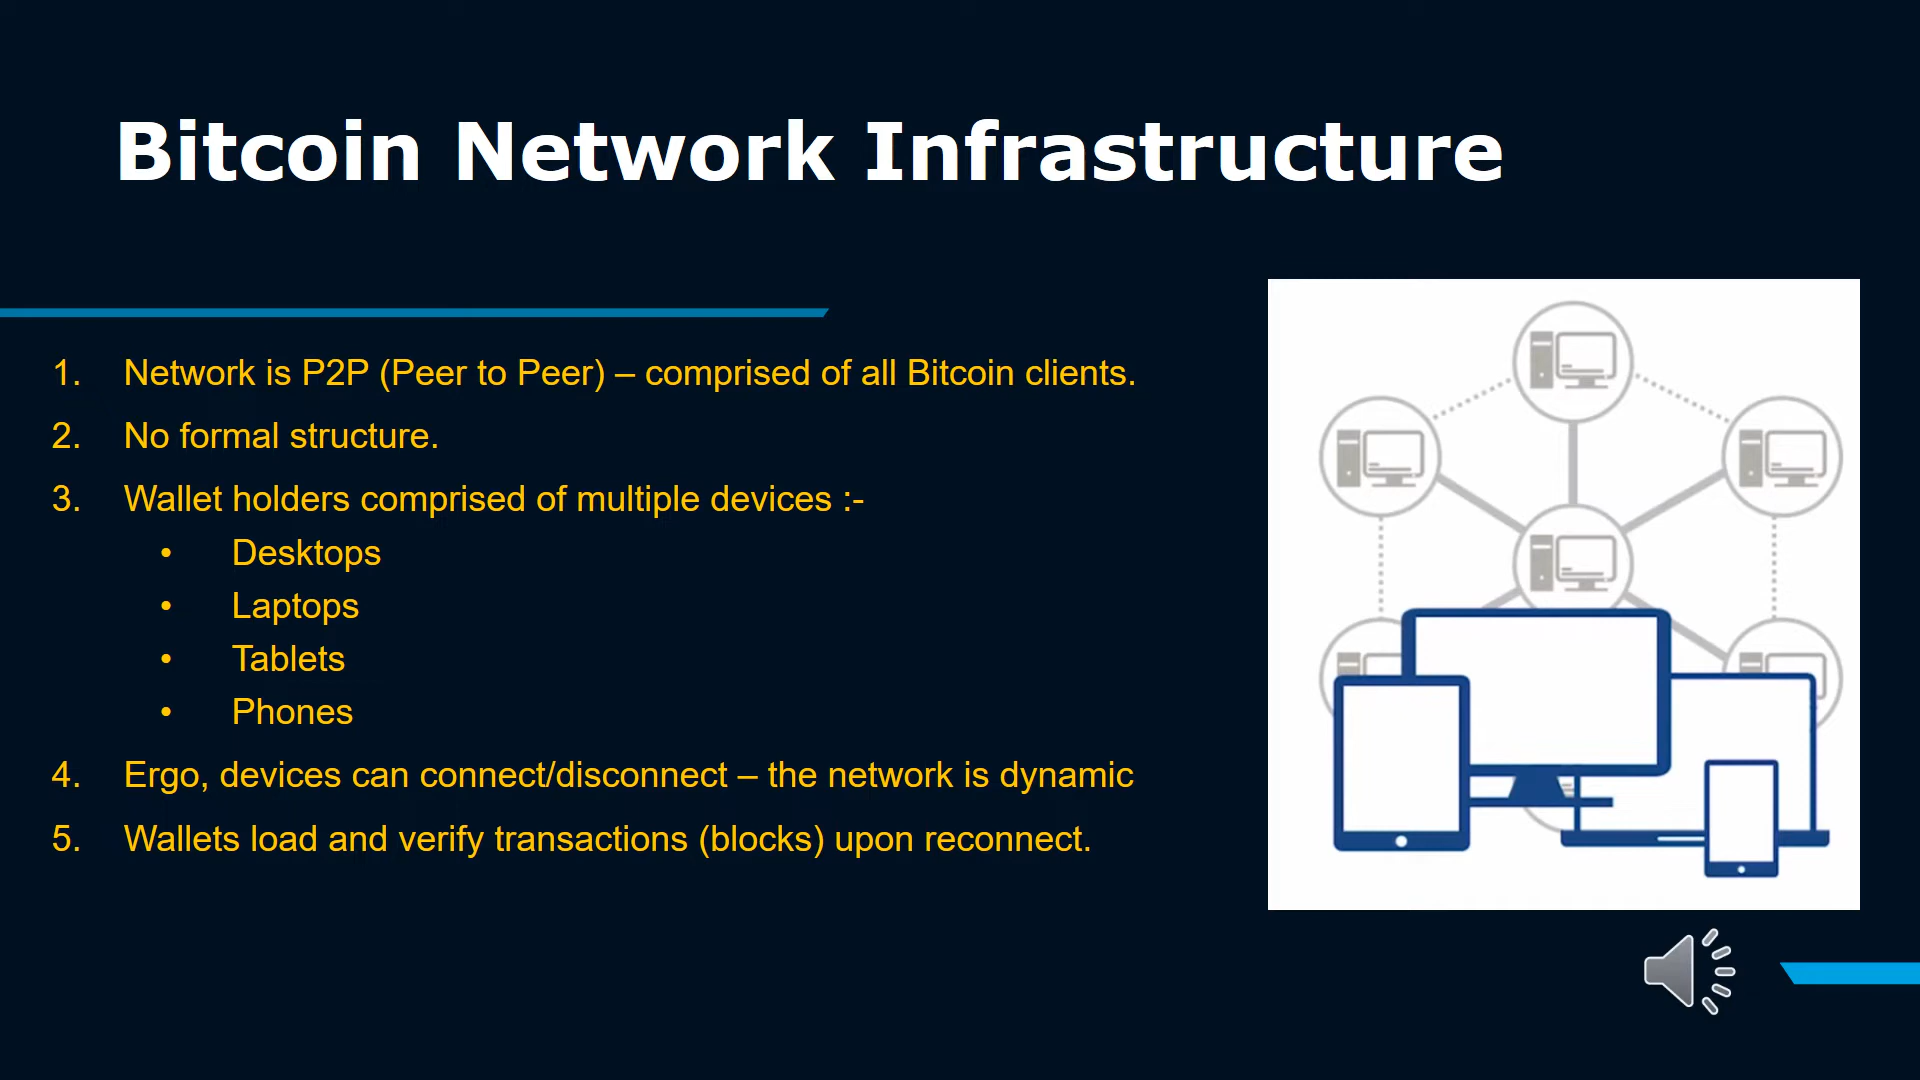 Bitcoin Network Infrastructure
1. Network is P2P (Peer to Peer) – comprised of all Bitcoin clients.
2. No formal structure.
3. Wallet holders comprised of multiple devices :-
• Desktops
• Laptops
• Tablets
• Phones
4. Ergo, devices can connect/disconnect – the network is dynamic
5. Wallets load and verify transactions (blocks) upon reconnect.